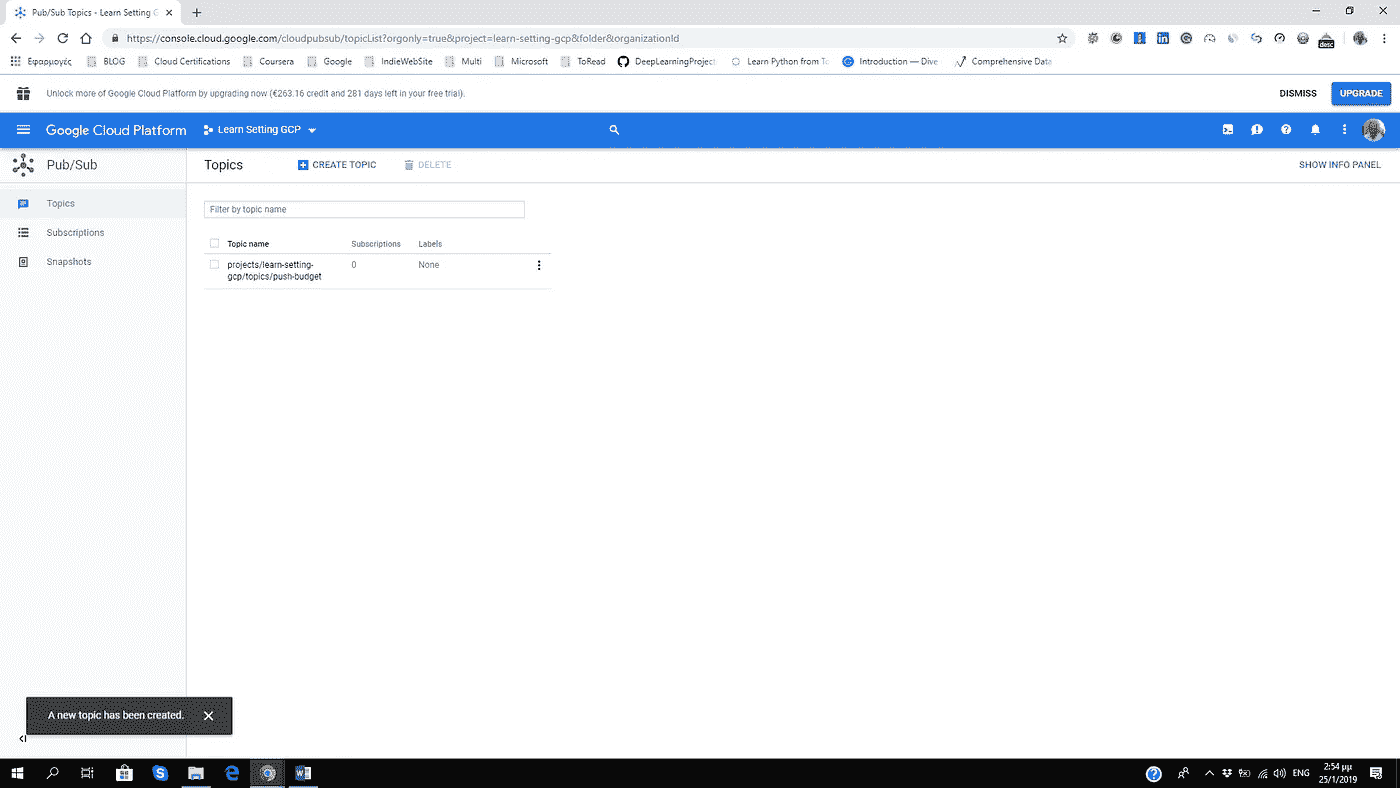 Pub/Sub Topics - Learn Setting G
https://console.cloud.google.com/cloudpubsub/topicList?orgonly=true&project=learn-setting-gcp&folder&organizationId
desc
Εφαρμογές BLOG Cloud Certifications Coursera Google IndieWebSite Multi Microsoft ToRead DeepLearningProject Learn Python from To Introduction — Dive Comprehensive Data
Unlock more of Google Cloud Platform by upgrading now (€263.16 credit and 281 days left in your free trial).
DISMISS UPGRADE
Google Cloud Platform Learn Setting GCP
Pub/Sub
Topics CREATE TOPIC DELETE SHOW INFO PANEL
Topics
Subscriptions
Snapshots
Filter by topic name
Topic name Subscriptions Labels
projects/learn-setting- 0 None
gcp/topics/push-budget
A new topic has been created.
ENG
2:54 μμ
25/1/2019